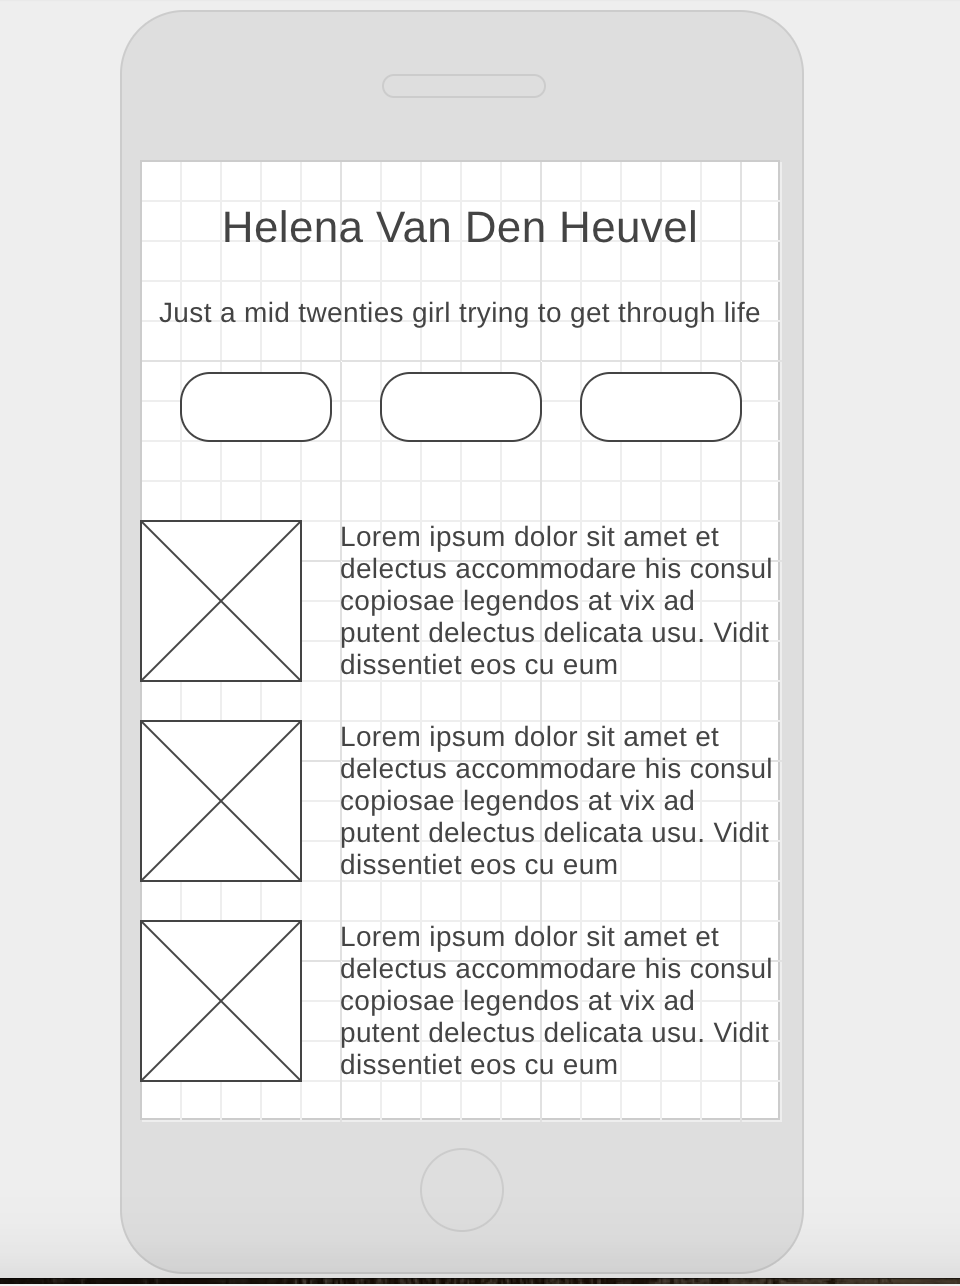 Helena Van Den Heuvel
Just a mid twenties girl trying to get through life
Lorem ipsum dolor sit amet et
delectus accommodare his consul
copiosae legendos at vix ad
putent delectus delicata usu. Vidit
dissentiet eos cu eum
Lorem ipsum dolor sit amet et
delectus accommodare his consul
copiosae legendos at vix ad
putent delectus delicata usu. Vidit
dissentiet eos cu eum
Lorem ipsum dolor sit amet et
delectus accommodare his consul
copiosae legendos at vix ad
putent delectus delicata usu. Vidit
dissentiet eos cu eum